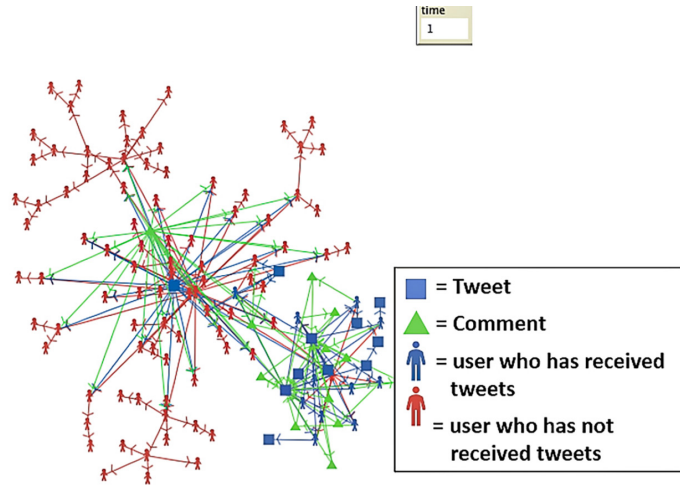 time
1
= Tweet
= Comment
= user who has received
tweets
= user who has not
received tweets